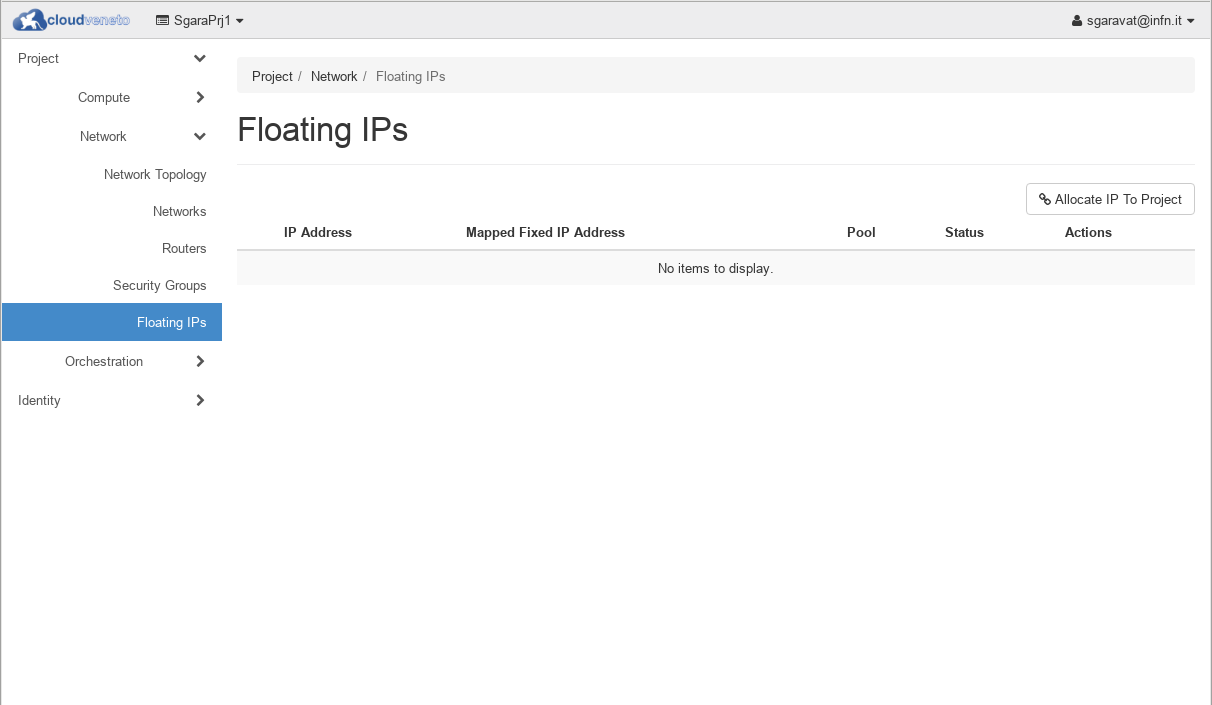 cloudveneto SgaraPrj1 sgaravat@infn.it
Project
Compute
Network
Network Topology
Networks
Routers
Security Groups
Floating IPs
Orchestration
Identity
Project / Network / Floating IPs
Floating IPs
Allocate IP To Project
IP Address Mapped Fixed IP Address Pool Status Actions
No items to display.